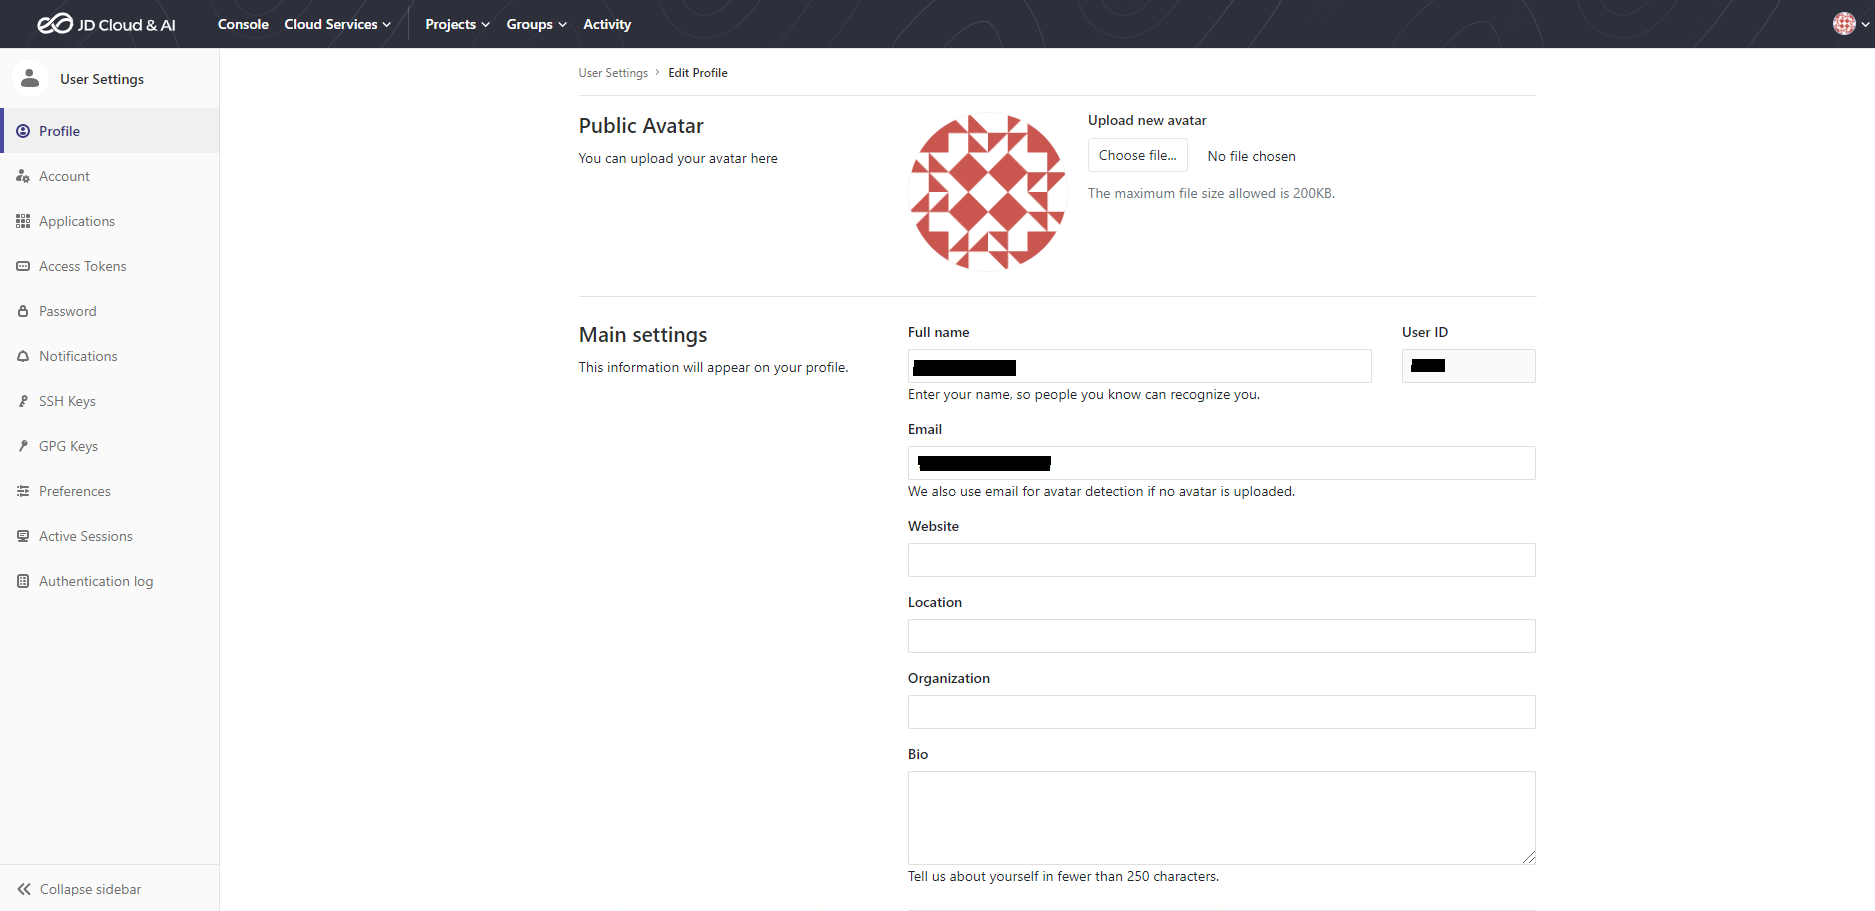 JD Cloud & AI
Console
Cloud Services
Projects
Groups
Activity
User Settings
Profile
Account
Applications
Access Tokens
Password
Notifications
SSH Keys
GPG Keys
Preferences
Active Sessions
Authentication log
Collapse sidebar
User Settings › Edit Profile
Public Avatar
You can upload your avatar here
Upload new avatar
Choose file... No file chosen
The maximum file size allowed is 200KB.
Main settings
This information will appear on your profile.
Full name
User ID
Enter your name, so people you know can recognize you.
Email
We also use email for avatar detection if no avatar is uploaded.
Website
Location
Organization
Bio
Tell us about yourself in fewer than 250 characters.